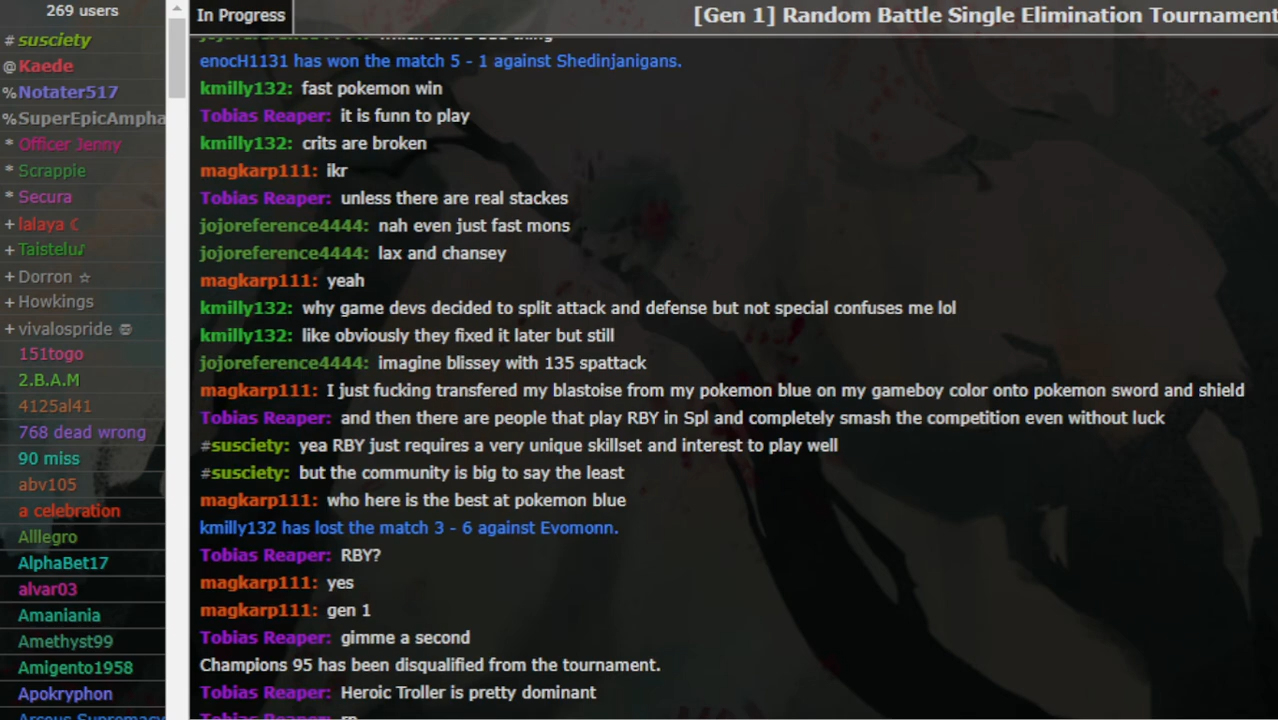 269 users
#susciety
@Kaede
%Notater517
%SuperEpicAmpha
* Officer Jenny
* Scrappie
* Secura
+lalaya ☾
+Taistelu♪
+Dorron ☆
+Howkings
+vivalospride
151togo
2.B.A.M
4125al41
768 dead wrong
90 miss
abv105
a celebration
Alllegro
AlphaBet17
alvar03
Amaniania
Amethyst99
Amigento1958
Apokryphon
Arceus Supremacy
In Progress
[Gen 1] Random Battle Single Elimination Tournament
enocH1131 has won the match 5 - 1 against Shedinjanigans.
kmilly132: fast pokemon win
Tobias Reaper: it is funn to play
kmilly132: crits are broken
magkarp111: ikr
Tobias Reaper: unless there are real stackes
jojoreference4444: nah even just fast mons
jojoreference4444: lax and chansey
magkarp111: yeah
kmilly132: why game devs decided to split attack and defense but not special confuses me lol
kmilly132: like obviously they fixed it later but still
jojoreference4444: imagine blissey with 135 spattack
magkarp111: I just fucking transfered my blastoise from my pokemon blue on my gameboy color onto pokemon sword and shield
Tobias Reaper: and then there are people that play RBY in Spl and completely smash the competition even without luck
#susciety: yea RBY just requires a very unique skillset and interest to play well
#susciety: but the community is big to say the least
magkarp111: who here is the best at pokemon blue
kmilly132 has lost the match 3 - 6 against Evomonn.
Tobias Reaper: RBY?
magkarp111: yes
magkarp111: gen 1
Tobias Reaper: gimme a second
Champions 95 has been disqualified from the tournament.
Tobias Reaper: Heroic Troller is pretty dominant
Tobias Reaper: rn